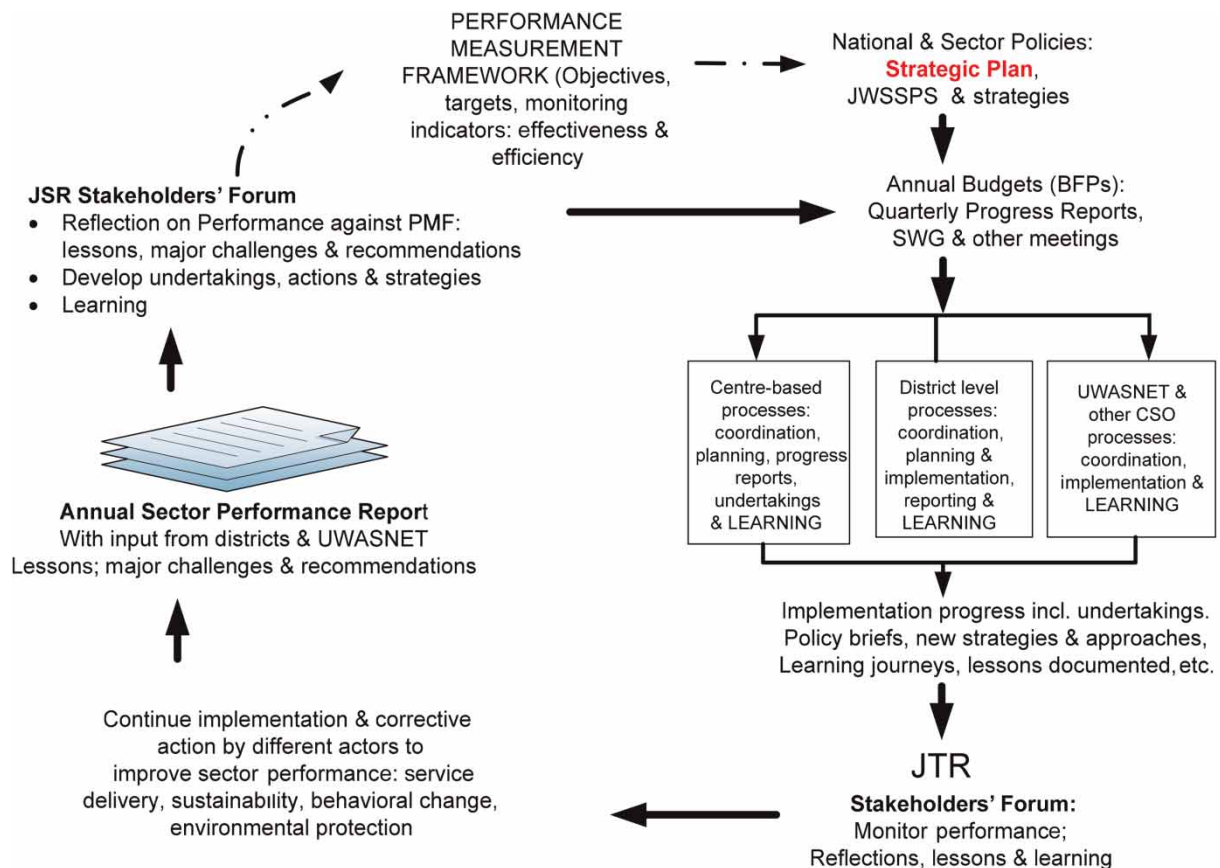 PERFORMANCE
MEASUREMENT
FRAMEWORK (Objectives,
targets, monitoring
indicators: effectiveness &
efficiency
National & Sector Policies:
Strategic Plan,
JWSSPS & strategies
Annual Budgets (BFPs):
Quarterly Progress Reports,
SWG & other meetings
Centre-based
processes:
coordination,
planning, progress
reports,
undertakings
& LEARNING
District level
processes:
coordination,
planning &
implementation,
reporting &
LEARNING
UWASNET &
other CSO
processes:
coordination,
implementation &
LEARNING
Implementation progress incl. undertakings.
Policy briefs, new strategies & approaches,
Learning journeys, lessons documented, etc.
JTR
Stakeholders’ Forum:
Monitor performance;
Reflections, lessons & learning
Continue implementation & corrective
action by different actors to
improve sector performance: service
delivery, sustainability, behavioral change,
environmental protection
Annual Sector Performance Report
With input from districts & UWASNET
Lessons; major challenges & recommendations
JSR Stakeholders’ Forum
• Reflection on Performance against PMF:
lessons, major challenges & recommendations
• Develop undertakings, actions & strategies
• Learning